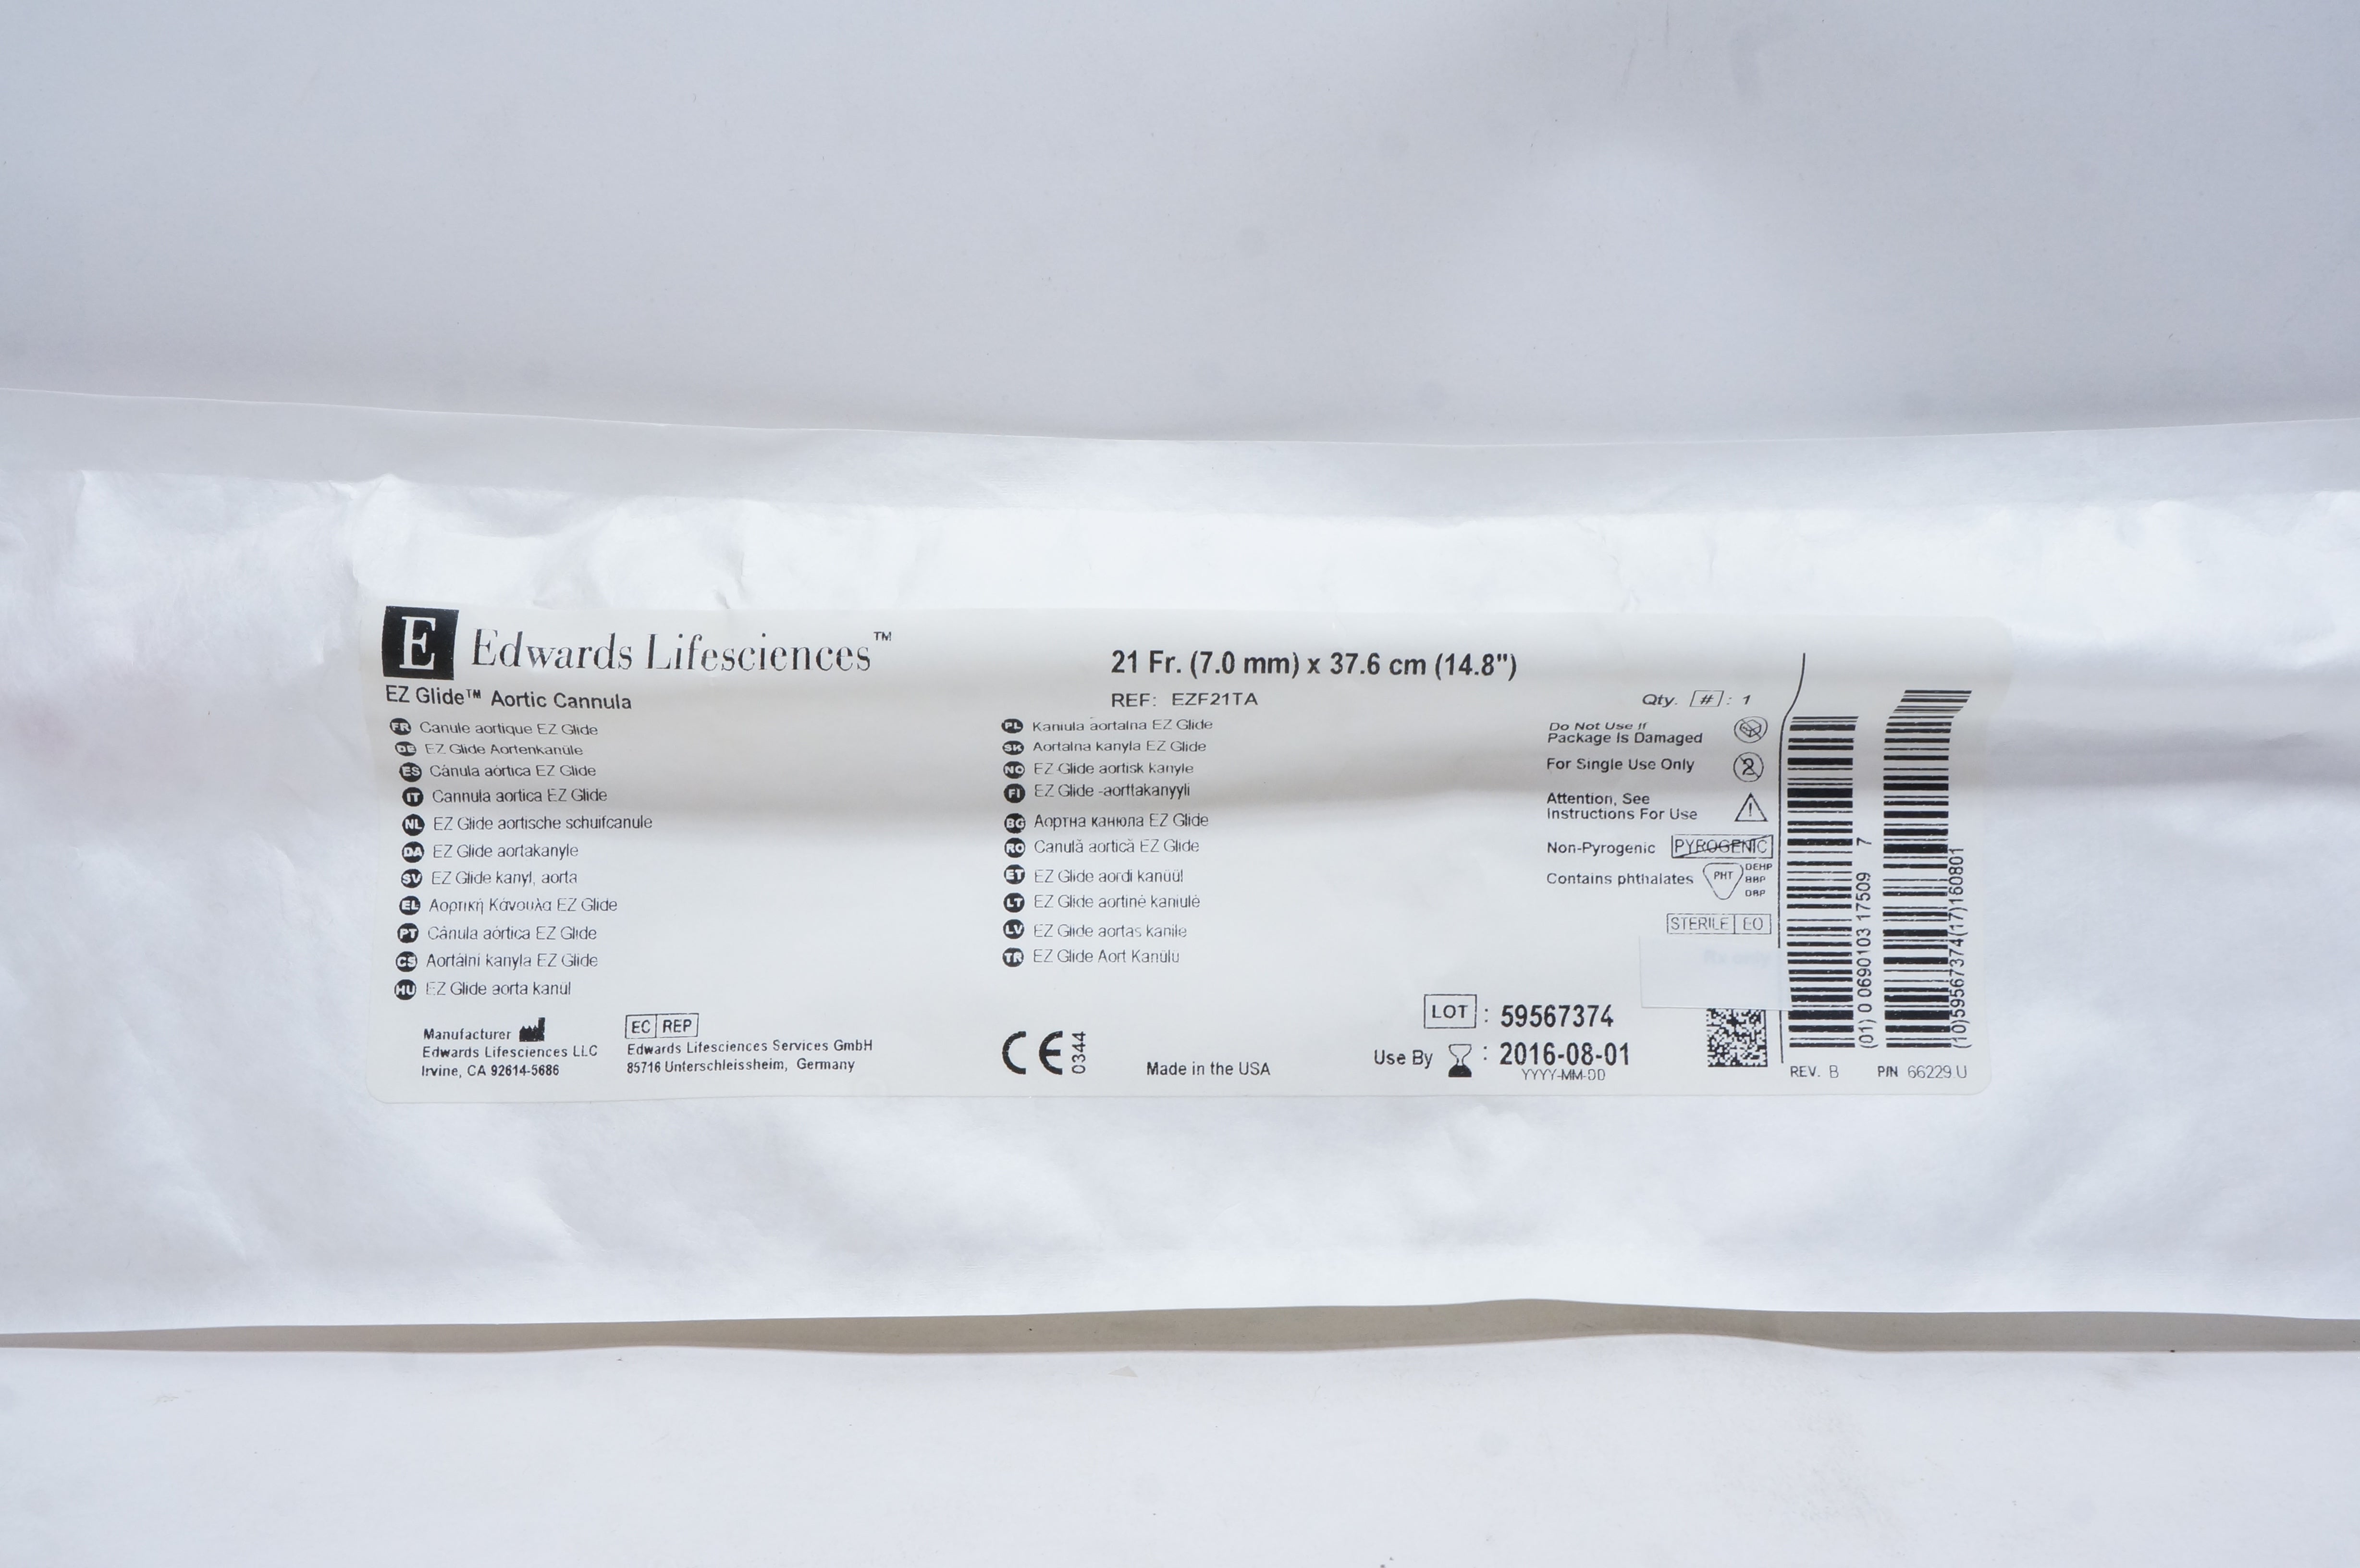 E Edwards Lifesciences™
EZ Glide™ Aortic Cannula
FR Canule aortique EZ Glide
DE EZ Glide Aortenkanüle
ES Cánula aórtica EZ Glide
IT Cannula aortica EZ Glide
NL EZ Glide aortische schuifcanule
DA EZ Glide aortakanyle
SV EZ Glide kanyl, aorta
EL Αορτική Κάνουλα EZ Glide
PT Cânula aórtica EZ Glide
CS Aortální kanyla EZ Glide
HU EZ Glide aorta kanul
Manufacturer
Edwards Lifesciences LLC
Irvine, CA 92614-5686
EC REP
Edwards Lifesciences Services GmbH
85716 Unterschleissheim, Germany
21 Fr. (7.0 mm) x 37.6 cm (14.8")
REF: EZF21TA
PL Kaniula aortalna EZ Glide
SK Aortálna kanyla EZ Glide
NO EZ Glide aortisk kanyle
FI EZ Glide -aorttakanyyli
BG Аортна канюла EZ Glide
RO Canulă aortică EZ Glide
ET EZ Glide aordi kanüül
LT EZ Glide aortinė kaniulė
LV EZ Glide aortas kanile
TR EZ Glide Aort Kanülü
CE 0344
Made in the USA
Qty. #: 1
Do Not Use If
Package Is Damaged
For Single Use Only
2
Attention, See
Instructions For Use
Non-Pyrogenic PYROGENIC
Contains phthalates PHT
DEHP
BBP
DBP
STERILE EO
Rx only
LOT : 59567374
Use By : 2016-08-01
YYYY-MM-DD
(01) 0 0690103 17509 7
(10)59567374(17)160801
REV. B P/N 66229 U